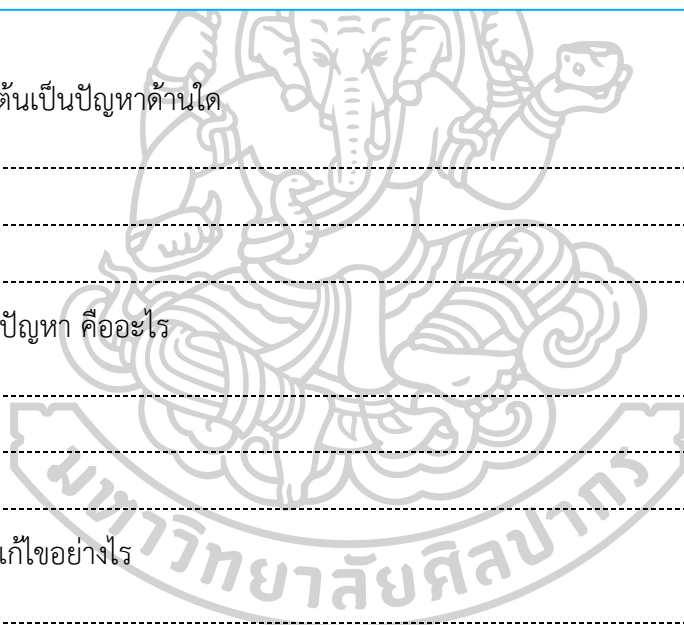 ต้นเป็นปัญหาด้านใด
ปัญหา คืออะไร
แก้ไขอย่างไร
มหาวิทยาลัยศิลปากร